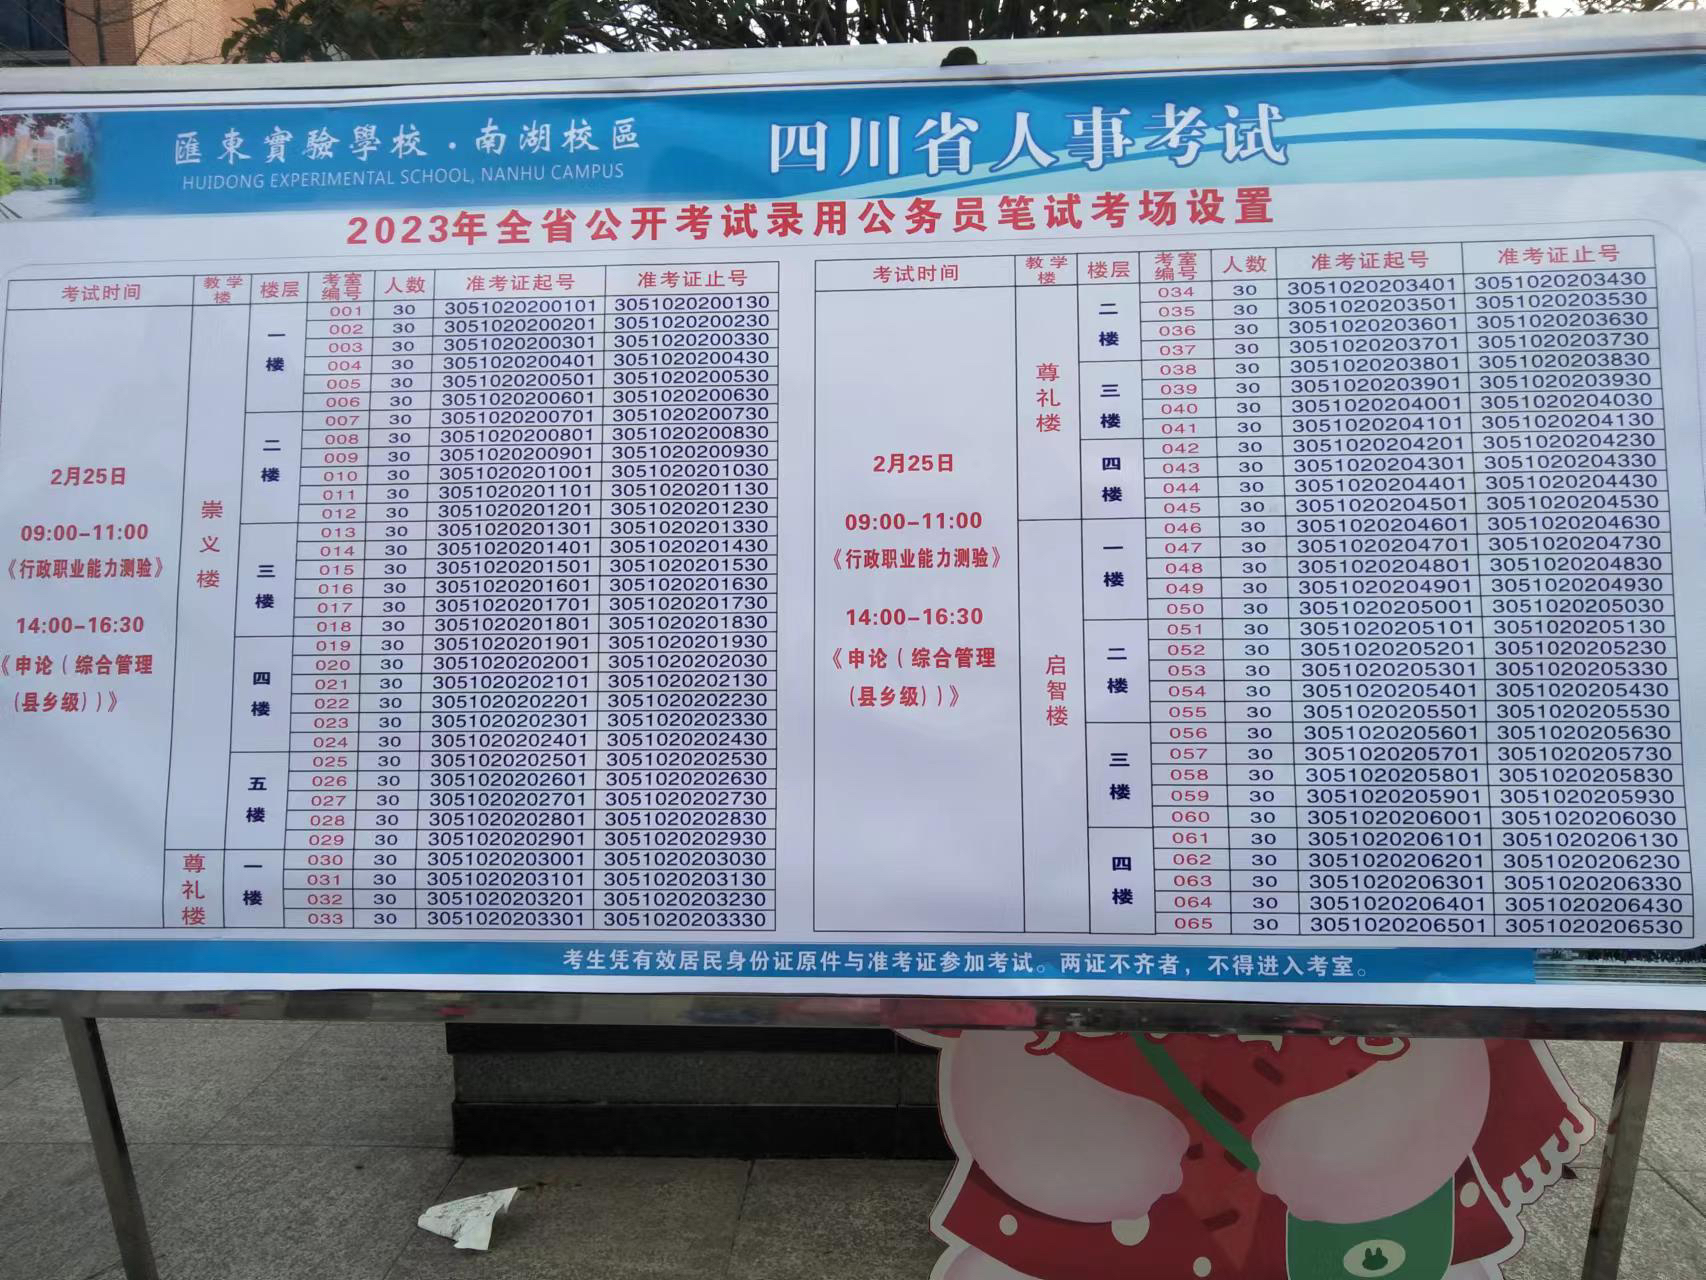 匯東實驗學校·南湖校區
HUIDONG EXPERIMENTAL SCHOOL, NANHU CAMPUS
四川省人事考试
2023年全省公开考试录用公务员笔试考场设置
考试时间 教学楼 楼层 考室编号 人数 准考证起号 准考证止号
2月25日
09:00-11:00
《行政职业能力测验》
14:00-16:30
《申论(综合管理
(县乡级))》
崇义楼
一楼
001 30 3051020200101 3051020200130
002 30 3051020200201 3051020200230
003 30 3051020200301 3051020200330
004 30 3051020200401 3051020200430
005 30 3051020200501 3051020200530
006 30 3051020200601 3051020200630
二楼
007 30 3051020200701 3051020200730
008 30 3051020200801 3051020200830
009 30 3051020200901 3051020200930
010 30 3051020201001 3051020201030
011 30 3051020201101 3051020201130
012 30 3051020201201 3051020201230
三楼
013 30 3051020201301 3051020201330
014 30 3051020201401 3051020201430
015 30 3051020201501 3051020201530
016 30 3051020201601 3051020201630
017 30 3051020201701 3051020201730
018 30 3051020201801 3051020201830
四楼
019 30 3051020201901 3051020201930
020 30 3051020202001 3051020202030
021 30 3051020202101 3051020202130
022 30 3051020202201 3051020202230
023 30 3051020202301 3051020202330
024 30 3051020202401 3051020202430
五楼
025 30 3051020202501 3051020202530
026 30 3051020202601 3051020202630
027 30 3051020202701 3051020202730
028 30 3051020202801 3051020202830
029 30 3051020202901 3051020202930
尊礼楼
一楼
030 30 3051020203001 3051020203030
031 30 3051020203101 3051020203130
032 30 3051020203201 3051020203230
033 30 3051020203301 3051020203330
考试时间 教学楼 楼层 考室编号 人数 准考证起号 准考证止号
2月25日
09:00-11:00
《行政职业能力测验》
14:00-16:30
《申论(综合管理
(县乡级))》
尊礼楼
二楼
034 30 3051020203401 3051020203430
035 30 3051020203501 3051020203530
036 30 3051020203601 3051020203630
037 30 3051020203701 3051020203730
三楼
038 30 3051020203801 3051020203830
039 30 3051020203901 3051020203930
040 30 3051020204001 3051020204030
041 30 3051020204101 3051020204130
四楼
042 30 3051020204201 3051020204230
043 30 3051020204301 3051020204330
044 30 3051020204401 3051020204430
045 30 3051020204501 3051020204530
启智楼
一楼
046 30 3051020204601 3051020204630
047 30 3051020204701 3051020204730
048 30 3051020204801 3051020204830
049 30 3051020204901 3051020204930
050 30 3051020205001 3051020205030
二楼
051 30 3051020205101 3051020205130
052 30 3051020205201 3051020205230
053 30 3051020205301 3051020205330
054 30 3051020205401 3051020205430
055 30 3051020205501 3051020205530
三楼
056 30 3051020205601 3051020205630
057 30 3051020205701 3051020205730
058 30 3051020205801 3051020205830
059 30 3051020205901 3051020205930
060 30 3051020206001 3051020206030
四楼
061 30 3051020206101 3051020206130
062 30 3051020206201 3051020206230
063 30 3051020206301 3051020206330
064 30 3051020206401 3051020206430
065 30 3051020206501 3051020206530
考生凭有效居民身份证原件与准考证参加考试。两证不齐者，不得进入考室。